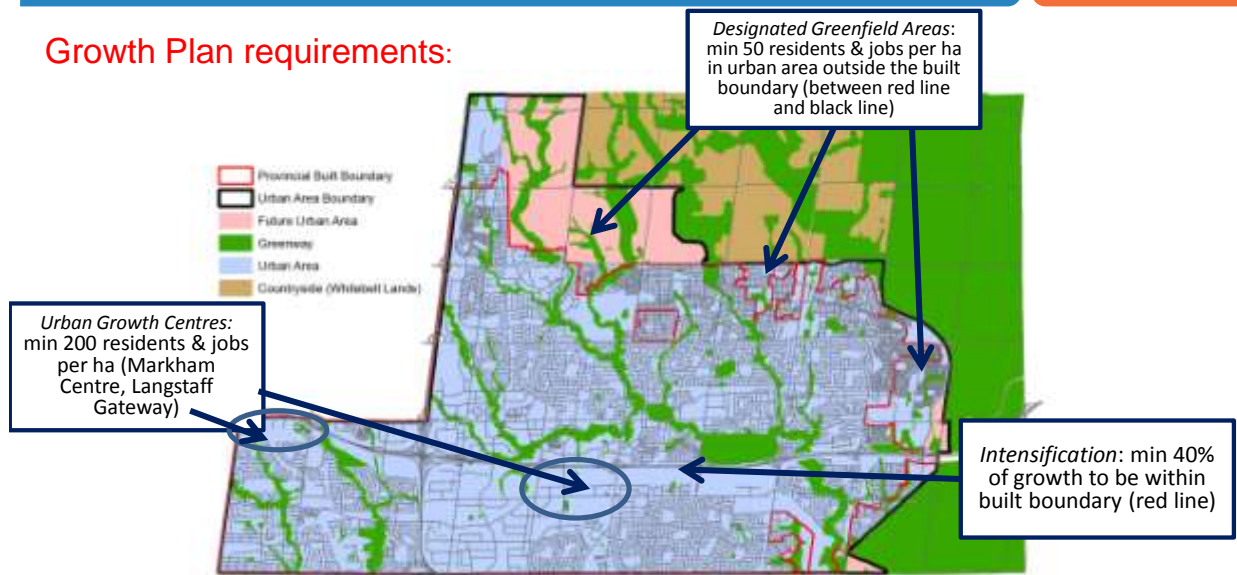 Growth Plan requirements:
Designated Greenfield Areas:
min 50 residents & jobs per ha
in urban area outside the built
boundary (between red line
and black line)
Provincial Built Boundary
Urban Area Boundary
Future Urban Area
Greenway
Urban Area
Countryside (Whitebelt Lands)
Urban Growth Centres:
min 200 residents & jobs
per ha (Markham
Centre, Langstaff
Gateway)
Intensification: min 40%
of growth to be within
built boundary (red line)